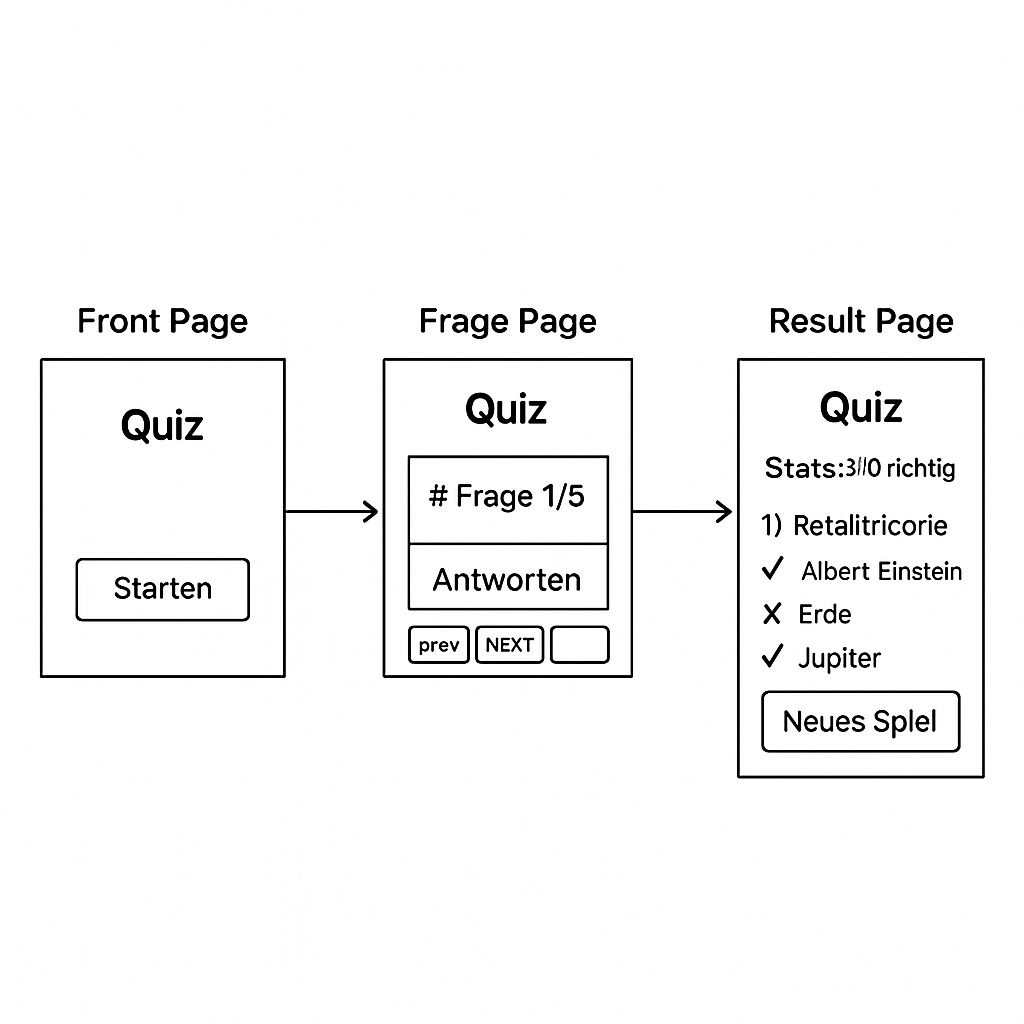 Front Page
Quiz
Starten
Frage Page
Quiz
# Frage 1/5
Antworten
prev
NEXT
Result Page
Quiz
Stats:3//0 richtig
1) Retalitricorie
✓ Albert Einstein
X Erde
✓ Jupiter
Neues Splel